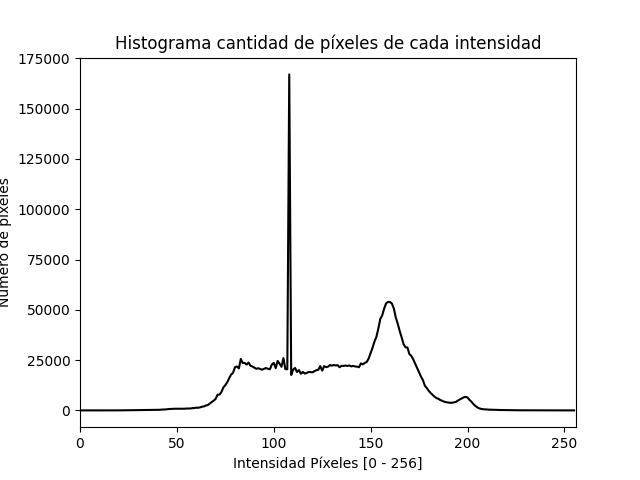 Histograma cantidad de píxeles de cada intensidad
175000
150000
125000
100000
75000
50000
25000
0
Número de píxeles
0 50 100 150 200 250
Intensidad Píxeles [0 - 256]